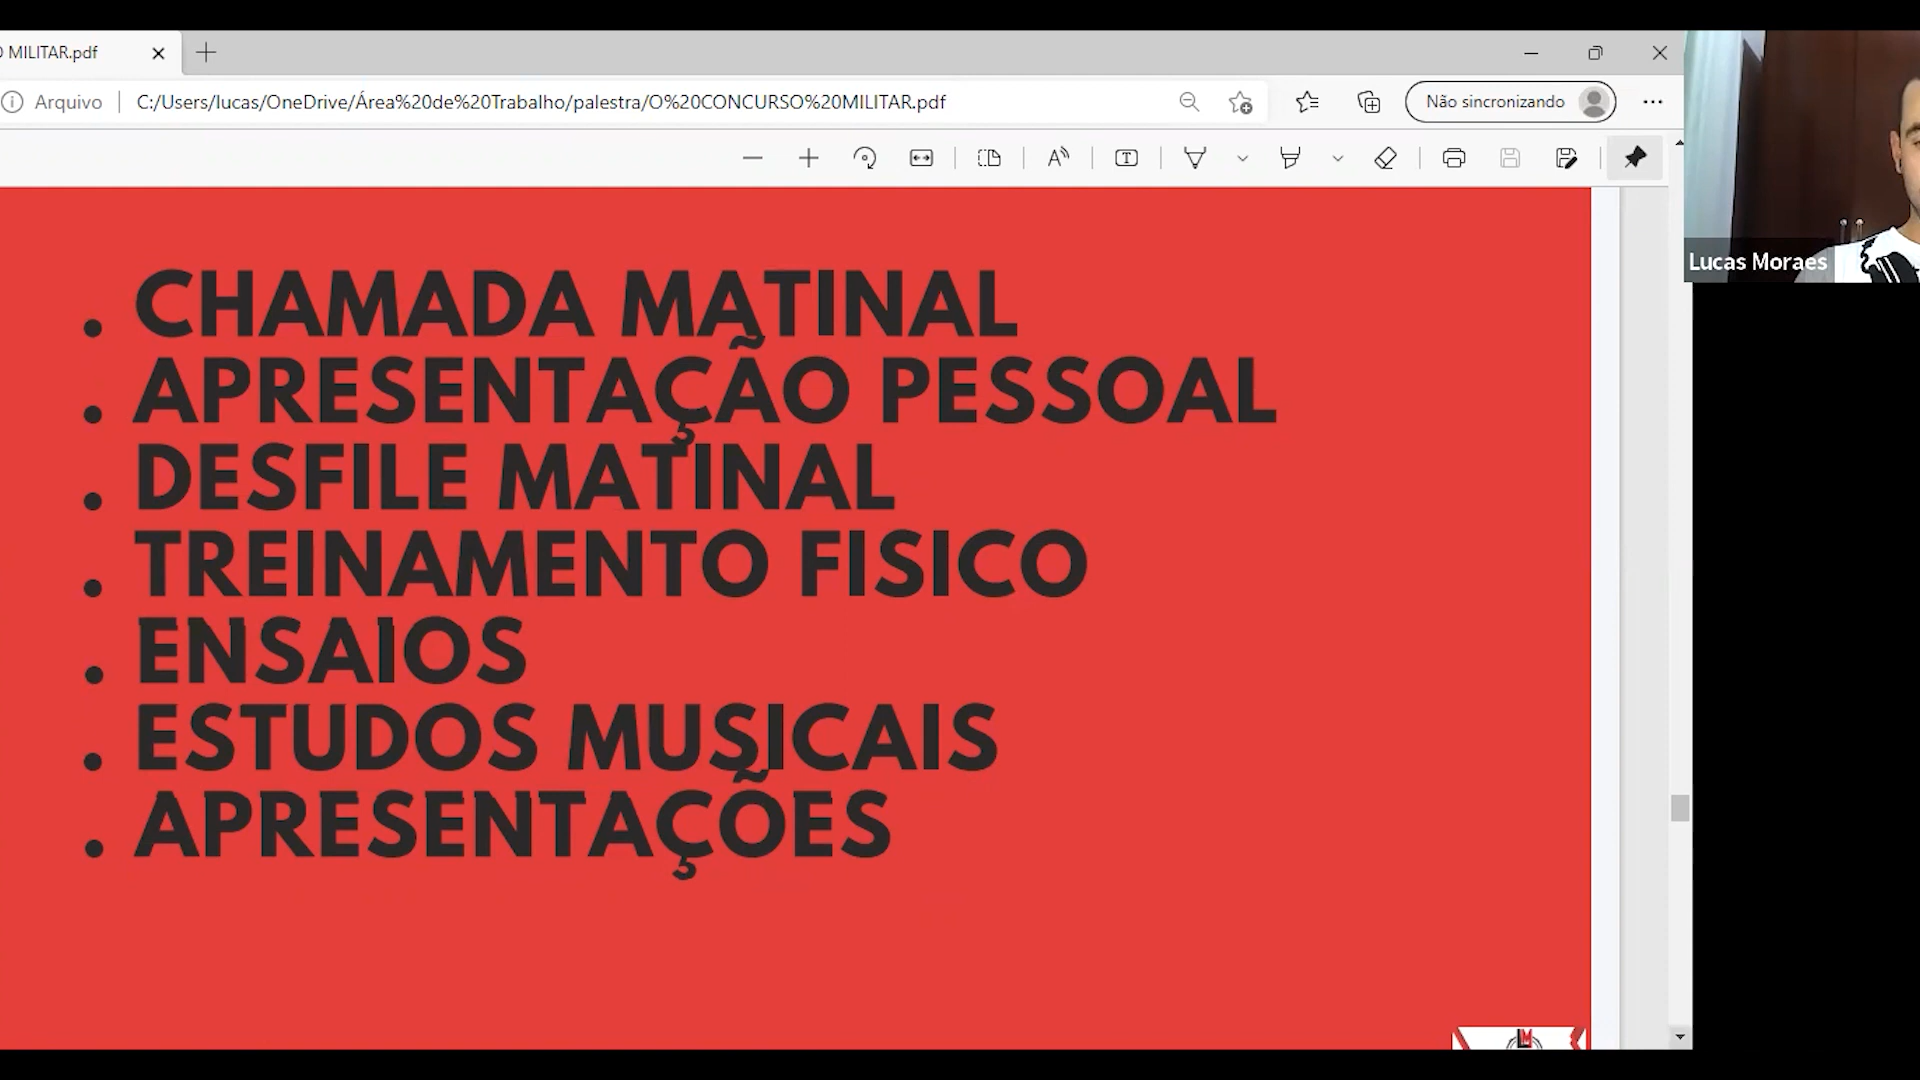 O MILITAR.pdf
Arquivo
C:/Users/lucas/OneDrive/Área%20de%20Trabalho/palestra/O%20CONCURSO%20MILITAR.pdf
Não sincronizando
Lucas Moraes
. CHAMADA MATINAL
. APRESENTAÇÃO PESSOAL
. DESFILE MATINAL
. TREINAMENTO FISICO
. ENSAIOS
. ESTUDOS MUSICAIS
. APRESENTAÇÕES
LM